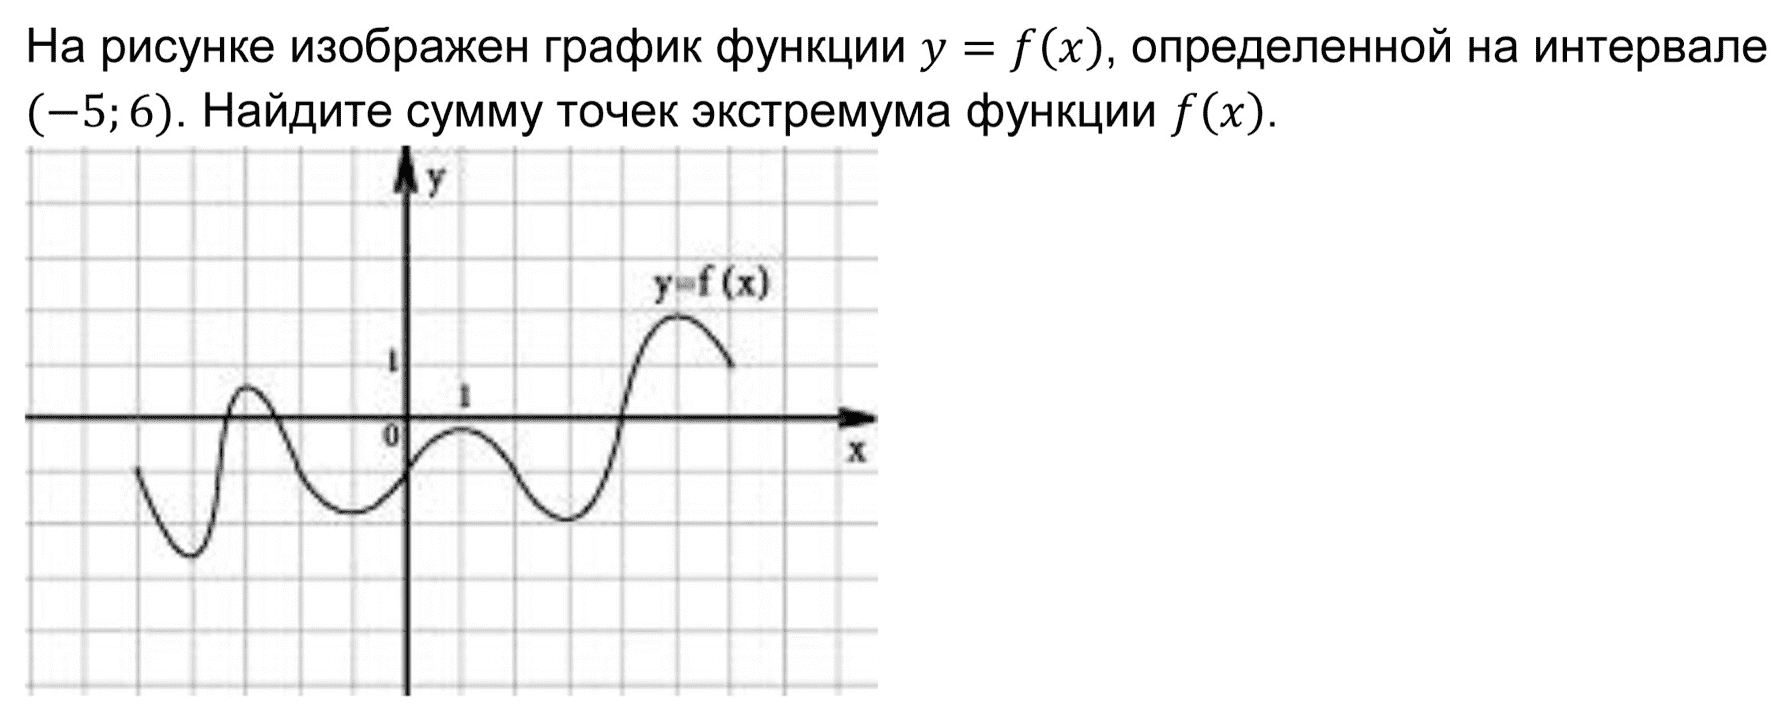 На рисунке изображен график функции y = f(x), определенной на интервале
(−5; 6). Найдите сумму точек экстремума функции f(x).
y
y=f (x)
1
1
0
x